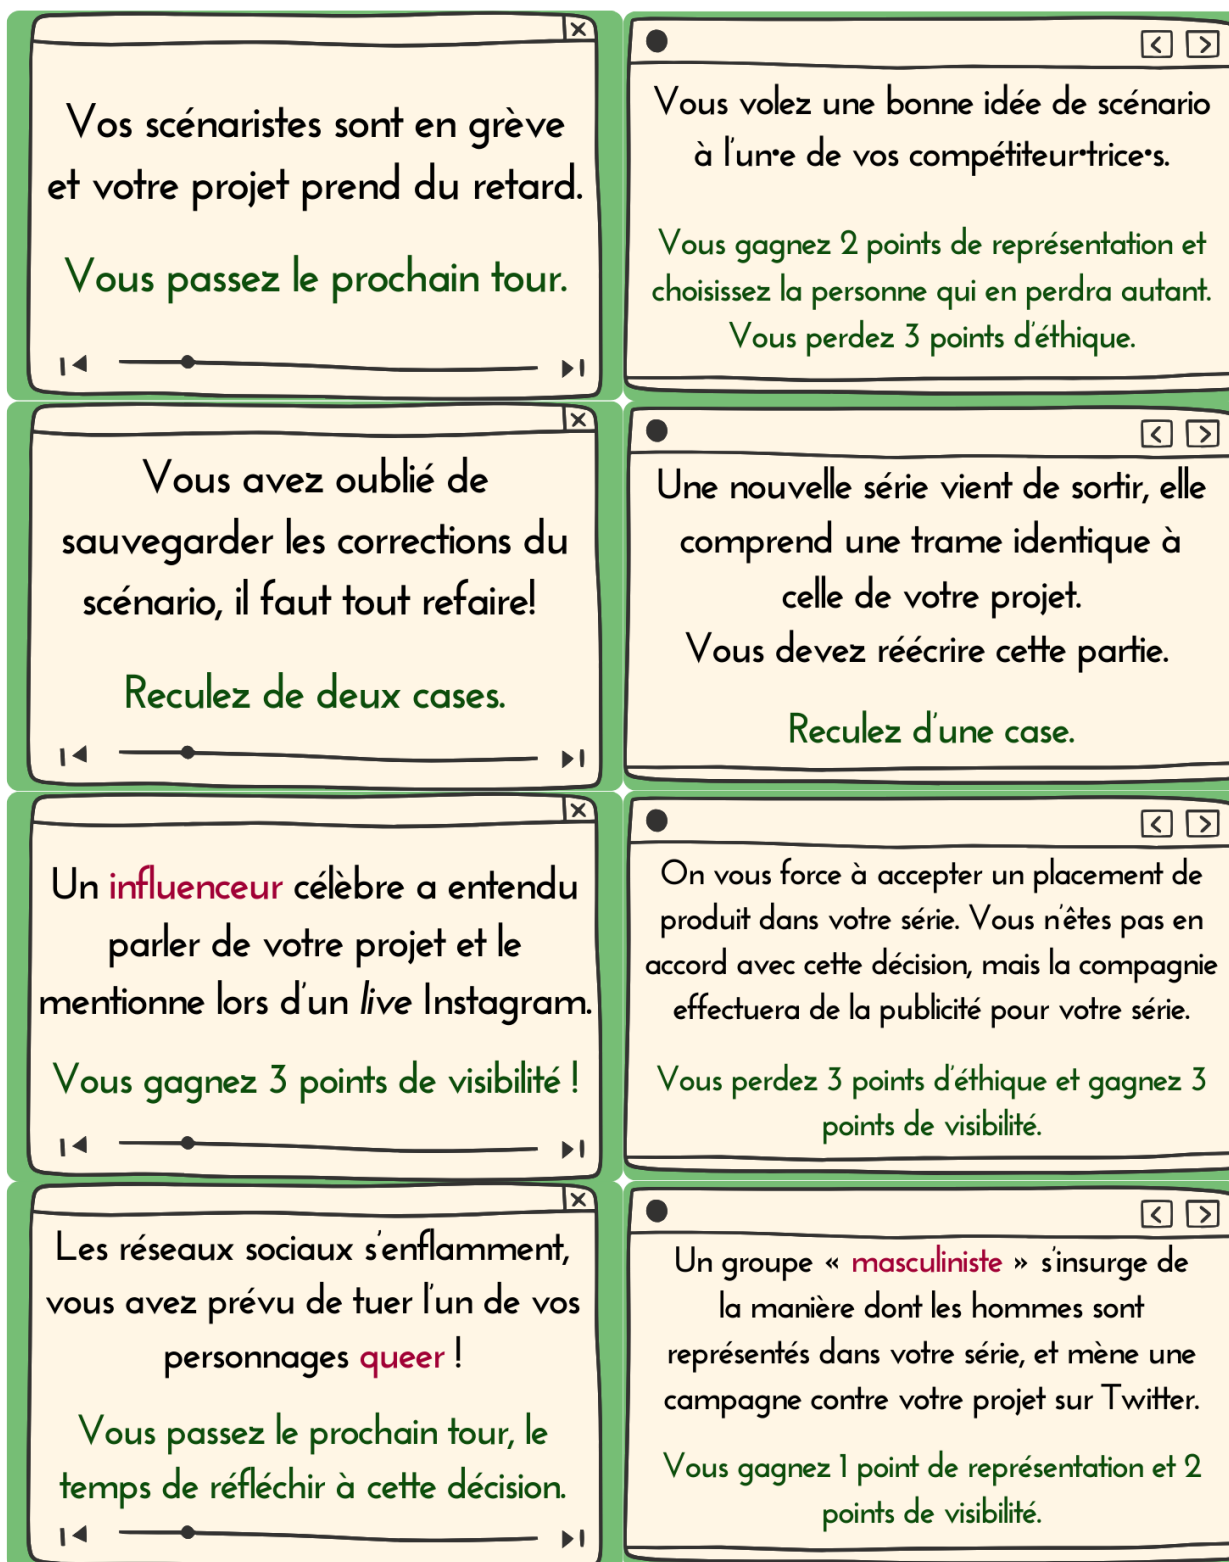 Vos scénaristes sont en grève
et votre projet prend du retard.
Vous passez le prochain tour.
Vous volez une bonne idée de scénario
à l'un•e de vos compétiteur•trice•s.
Vous gagnez 2 points de représentation et
choisissez la personne qui en perdra autant.
Vous perdez 3 points d'éthique.
Vous avez oublié de
sauvegarder les corrections du
scénario, il faut tout refaire!
Reculez de deux cases.
Une nouvelle série vient de sortir, elle
comprend une trame identique à
celle de votre projet.
Vous devez réécrire cette partie.
Reculez d'une case.
Un influenceur célèbre a entendu
parler de votre projet et le
mentionne lors d'un live Instagram.
Vous gagnez 3 points de visibilité !
On vous force à accepter un placement de
produit dans votre série. Vous n'êtes pas en
accord avec cette décision, mais la compagnie
effectuera de la publicité pour votre série.
Vous perdez 3 points d'éthique et gagnez 3
points de visibilité.
Les réseaux sociaux s'enflamment,
vous avez prévu de tuer l'un de vos
personnages queer !
Vous passez le prochain tour, le
temps de réfléchir à cette décision.
Un groupe « masculiniste » s'insurge de
la manière dont les hommes sont
représentés dans votre série, et mène une
campagne contre votre projet sur Twitter.
Vous gagnez 1 point de représentation et 2
points de visibilité.